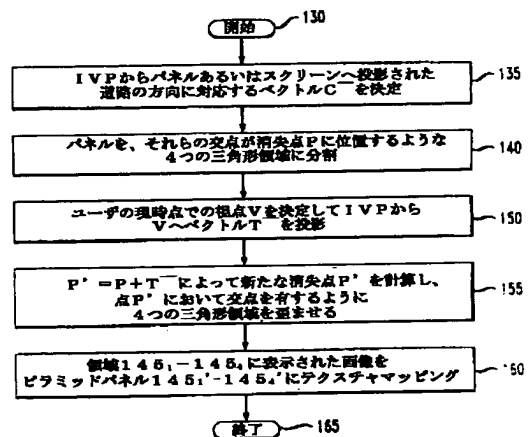 開始
130
IVPからパネルあるいはスクリーンへ投影された
道路の方向に対応するベクトルC￣を決定
135
パネルを、それらの交点が消失点Pに位置するような
4つの三角形領域に分割
140
ユーザの現時点での視点Vを決定してIVPから
VへベクトルT￣を投影
150
P'=P+T￣によって新たな消失点P'を計算し、
点P'において交点を有するように
4つの三角形領域を歪ませる
155
領域145₁-145₄に表示された画像を
ピラミッドパネル145₁'-145₄'にテクスチャマッピング
160
終了
165